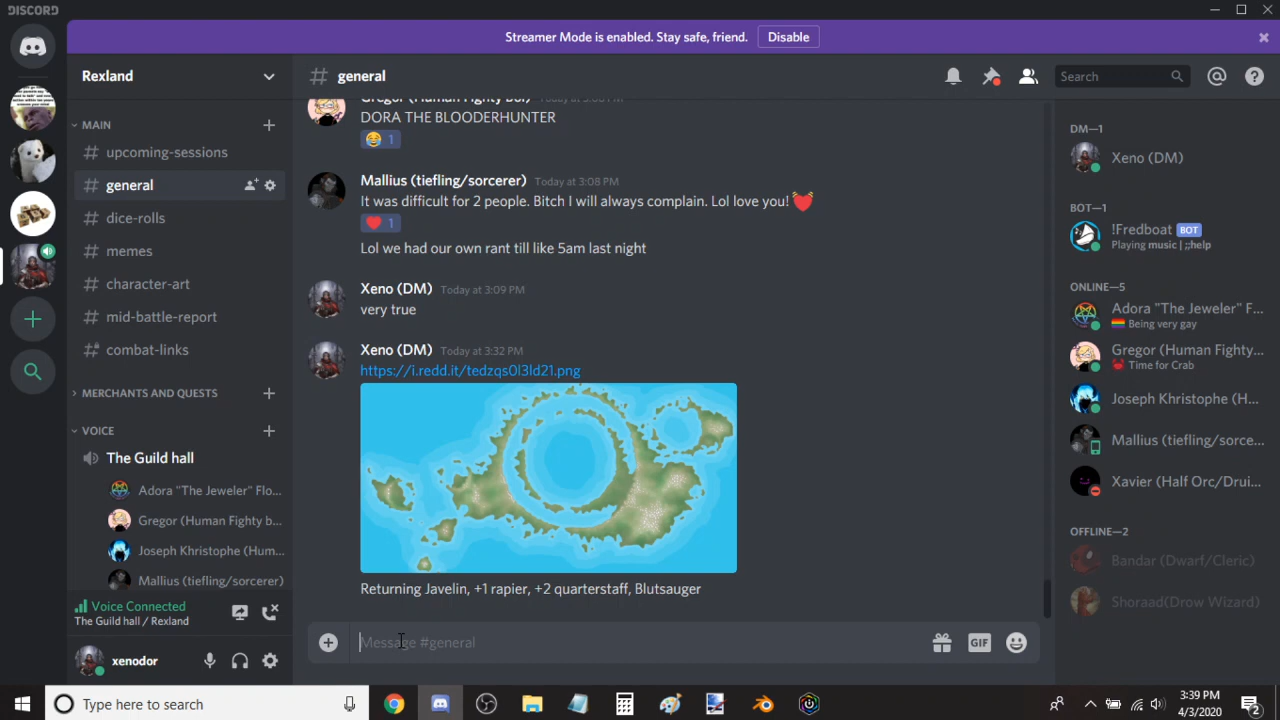 DISCORD
Streamer Mode is enabled. Stay safe, friend. Disable
Rexland
general
Search
MAIN
upcoming-sessions
general
dice-rolls
memes
character-art
mid-battle-report
combat-links
MERCHANTS AND QUESTS
VOICE
The Guild hall
Adora "The Jeweler" Flo...
Gregor (Human Fighty b...
Joseph Khristophe (Hum...
Mallius (tiefling/sorcerer)
Voice Connected
The Guild hall / Rexland
xenodor
DORA THE BLOODERHUNTER
😂 1
Mallius (tiefling/sorcerer) Today at 3:08 PM
It was difficult for 2 people. Bitch I will always complain. Lol love you!
❤️ 1
Lol we had our own rant till like 5am last night
Xeno (DM) Today at 3:09 PM
very true
Xeno (DM) Today at 3:32 PM
https://i.redd.it/tedzqs0l3ld21.png
Returning Javelin, +1 rapier, +2 quarterstaff, Blutsauger
Message #general
GIF
DM—1
Xeno (DM)
BOT—1
!Fredboat BOT
Playing music | ;;help
ONLINE—5
Adora "The Jeweler" F...
Being very gay
Gregor (Human Fighty...
Time for Crab
Joseph Khristophe (H...
Mallius (tiefling/sorce...
Xavier (Half Orc/Drui...
OFFLINE—2
Bandar (Dwarf/Cleric)
Shoraad(Drow Wizard)
Type here to search
3:39 PM
4/3/2020
2